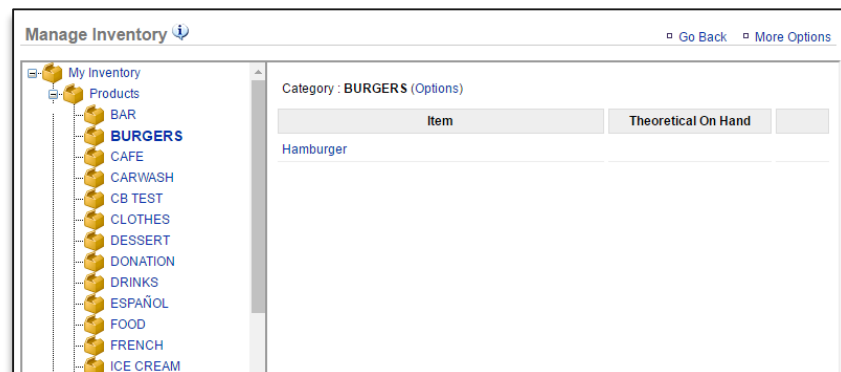 Manage Inventory
Go Back
More Options
My Inventory
Products
BAR
BURGERS
CAFE
CARWASH
CB TEST
CLOTHES
DESSERT
DONATION
DRINKS
ESPAÑOL
FOOD
FRENCH
ICE CREAM
Category : BURGERS (Options)
Item
Theoretical On Hand
Hamburger